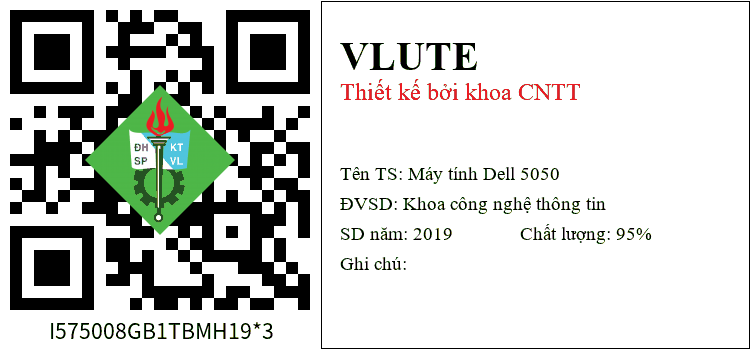 ĐH KT
SP VL
I575008GB1TBMH19*3
VLUTE
Thiết kế bởi khoa CNTT
Tên TS: Máy tính Dell 5050
ĐVSD: Khoa công nghệ thông tin
SD năm: 2019 Chất lượng: 95%
Ghi chú: